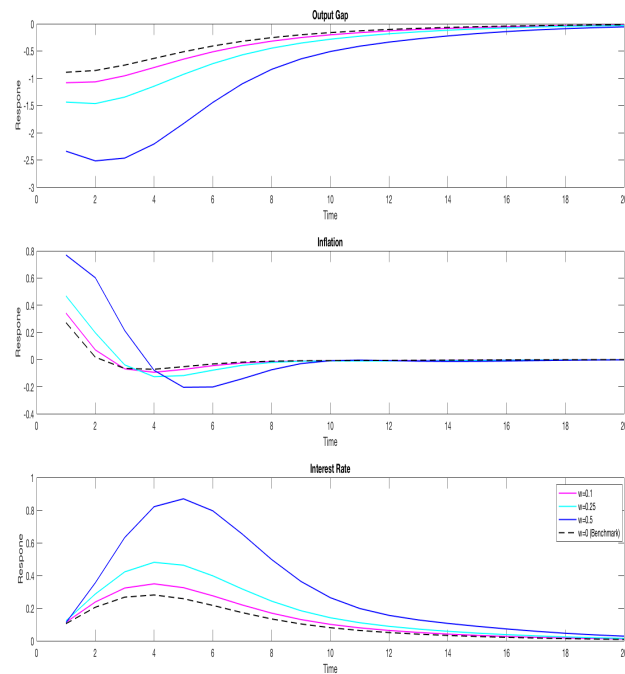 Output Gap
0
-0.5
-1
-1.5
-2
-2.5
-3
Respone
0 2 4 6 8 10 12 14 16 18 20
Time
Inflation
0.8
0.6
0.4
0.2
0
-0.2
-0.4
Respone
0 2 4 6 8 10 12 14 16 18 20
Time
Interest Rate
1
0.8
0.6
0.4
0.2
0
Respone
w=0.1
w=0.25
w=0.5
w=0 (Benchmark)
0 2 4 6 8 10 12 14 16 18 20
Time